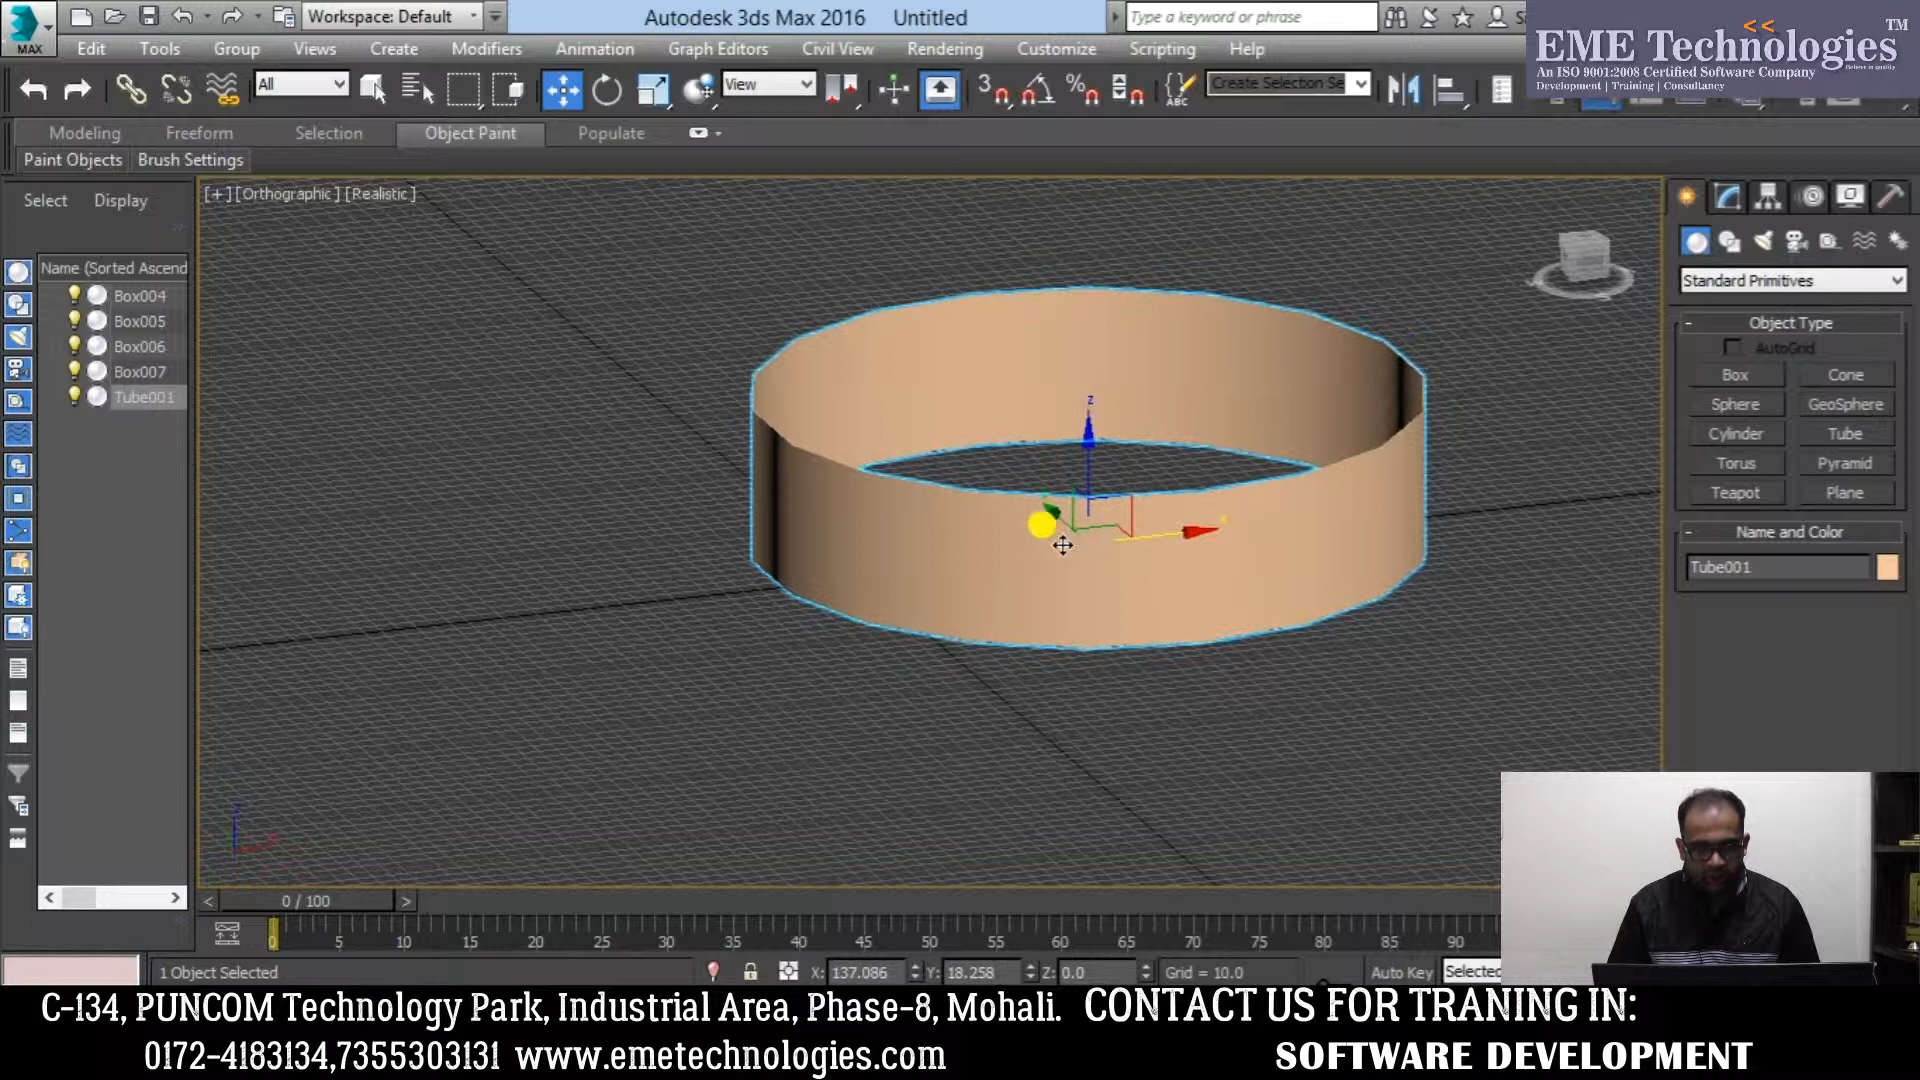 MAX
Workspace: Default
Autodesk 3ds Max 2016 Untitled
Type a keyword or phrase
Edit Tools Group Views Create Modifiers Animation Graph Editors Civil View Rendering Customize Scripting Help
EME Technologies TM
An ISO 9001:2008 Certified Software Company
Development | Training | Consultancy
All
View
3
%
ABC
Create Selection Se
Modeling Freeform Selection Object Paint Populate
Paint Objects Brush Settings
Select Display
[+][Orthographic][Realistic]
Name (Sorted Ascend
Box004
Box005
Box006
Box007
Tube001
z
x
Standard Primitives
- Object Type
AutoGrid
Box Cone
Sphere GeoSphere
Cylinder Tube
Torus Pyramid
Teapot Plane
- Name and Color
Tube001
< 0 / 100 >
0 5 10 15 20 25 30 35 40 45 50 55 60 65 70 75 80 85 90
1 Object Selected X: 137.086 Y: 18.258 Z: 0.0 Grid = 10.0 Auto Key Selected
C-134, PUNCOM Technology Park, Industrial Area, Phase-8, Mohali. CONTACT US FOR TRANING IN:
0172-4183134,7355303131 www.emetechnologies.com SOFTWARE DEVELOPMENT